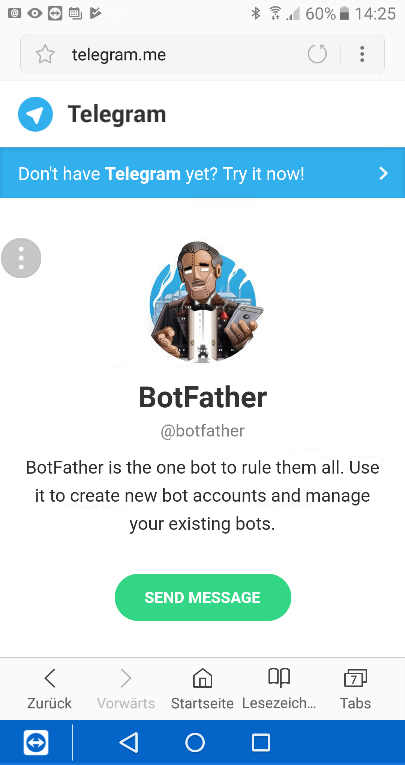 60% 14:25
telegram.me
Telegram
Don't have Telegram yet? Try it now!
BotFather
@botfather
BotFather is the one bot to rule them all. Use
it to create new bot accounts and manage
your existing bots.
SEND MESSAGE
7
Zurück Vorwärts Startseite Lesezeich... Tabs